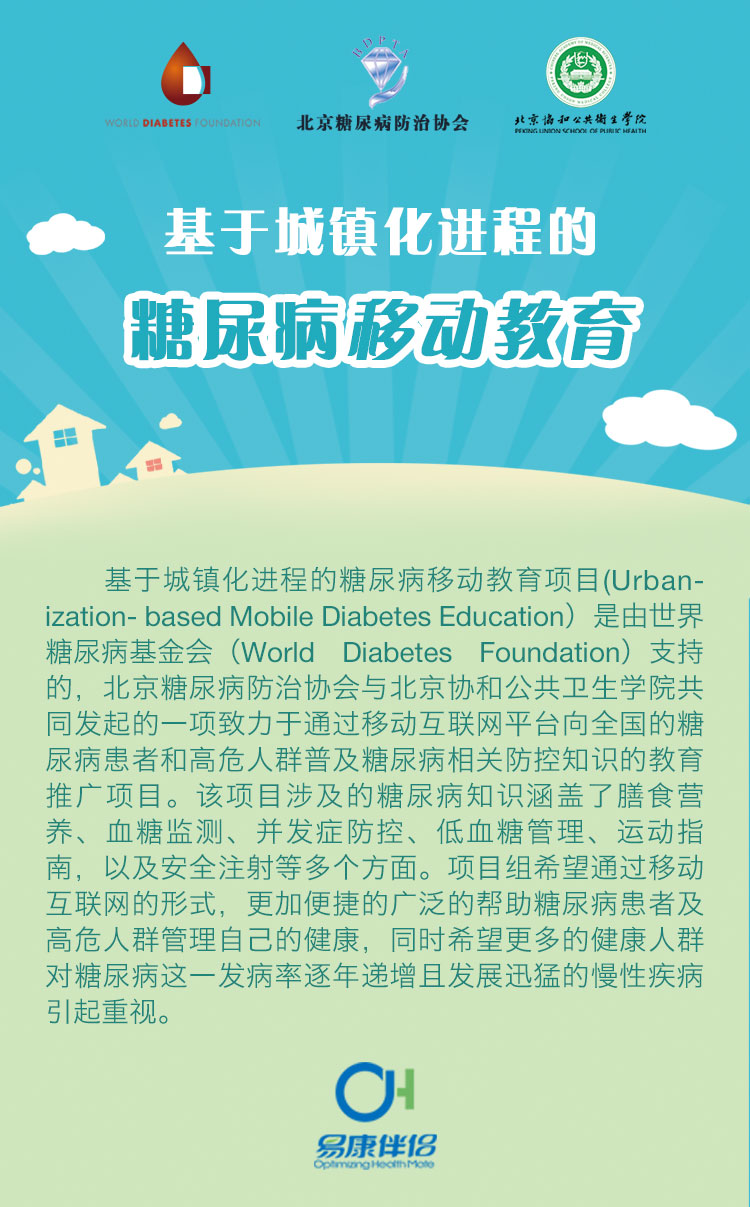 WORLD DIABETES FOUNDATION
BDPTA
北京糖尿病防治协会
北京協和公共衛生學院
PEKING UNION SCHOOL OF PUBLIC HEALTH
基于城镇化进程的
糖尿病移动教育
基于城镇化进程的糖尿病移动教育项目(Urban-
ization- based Mobile Diabetes Education）是由世界
糖尿病基金会（World Diabetes Foundation）支持
的，北京糖尿病防治协会与北京协和公共卫生学院共
同发起的一项致力于通过移动互联网平台向全国的糖
尿病患者和高危人群普及糖尿病相关防控知识的教育
推广项目。该项目涉及的糖尿病知识涵盖了膳食营
养、血糖监测、并发症防控、低血糖管理、运动指
南，以及安全注射等多个方面。项目组希望通过移动
互联网的形式，更加便捷的广泛的帮助糖尿病患者及
高危人群管理自己的健康，同时希望更多的健康人群
对糖尿病这一发病率逐年递增且发展迅猛的慢性疾病
引起重视。
易康伴侣
Optimizing Health Mate